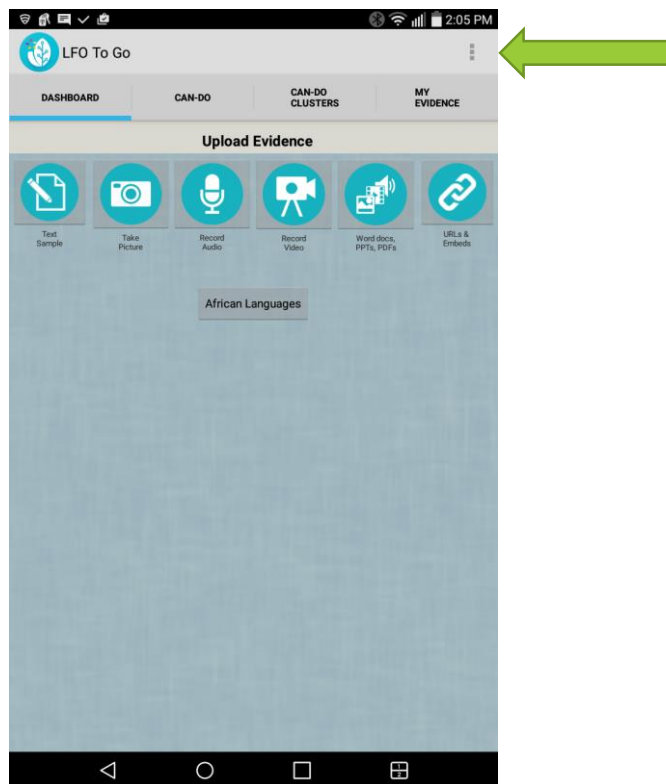 2:05 PM
LFO To Go
DASHBOARD
CAN-DO
CAN-DO
CLUSTERS
MY
EVIDENCE
Upload Evidence
Text
Sample
Take
Picture
Record
Audio
Record
Video
Word docs,
PPTs, PDFs
URLs &
Embeds
African Languages